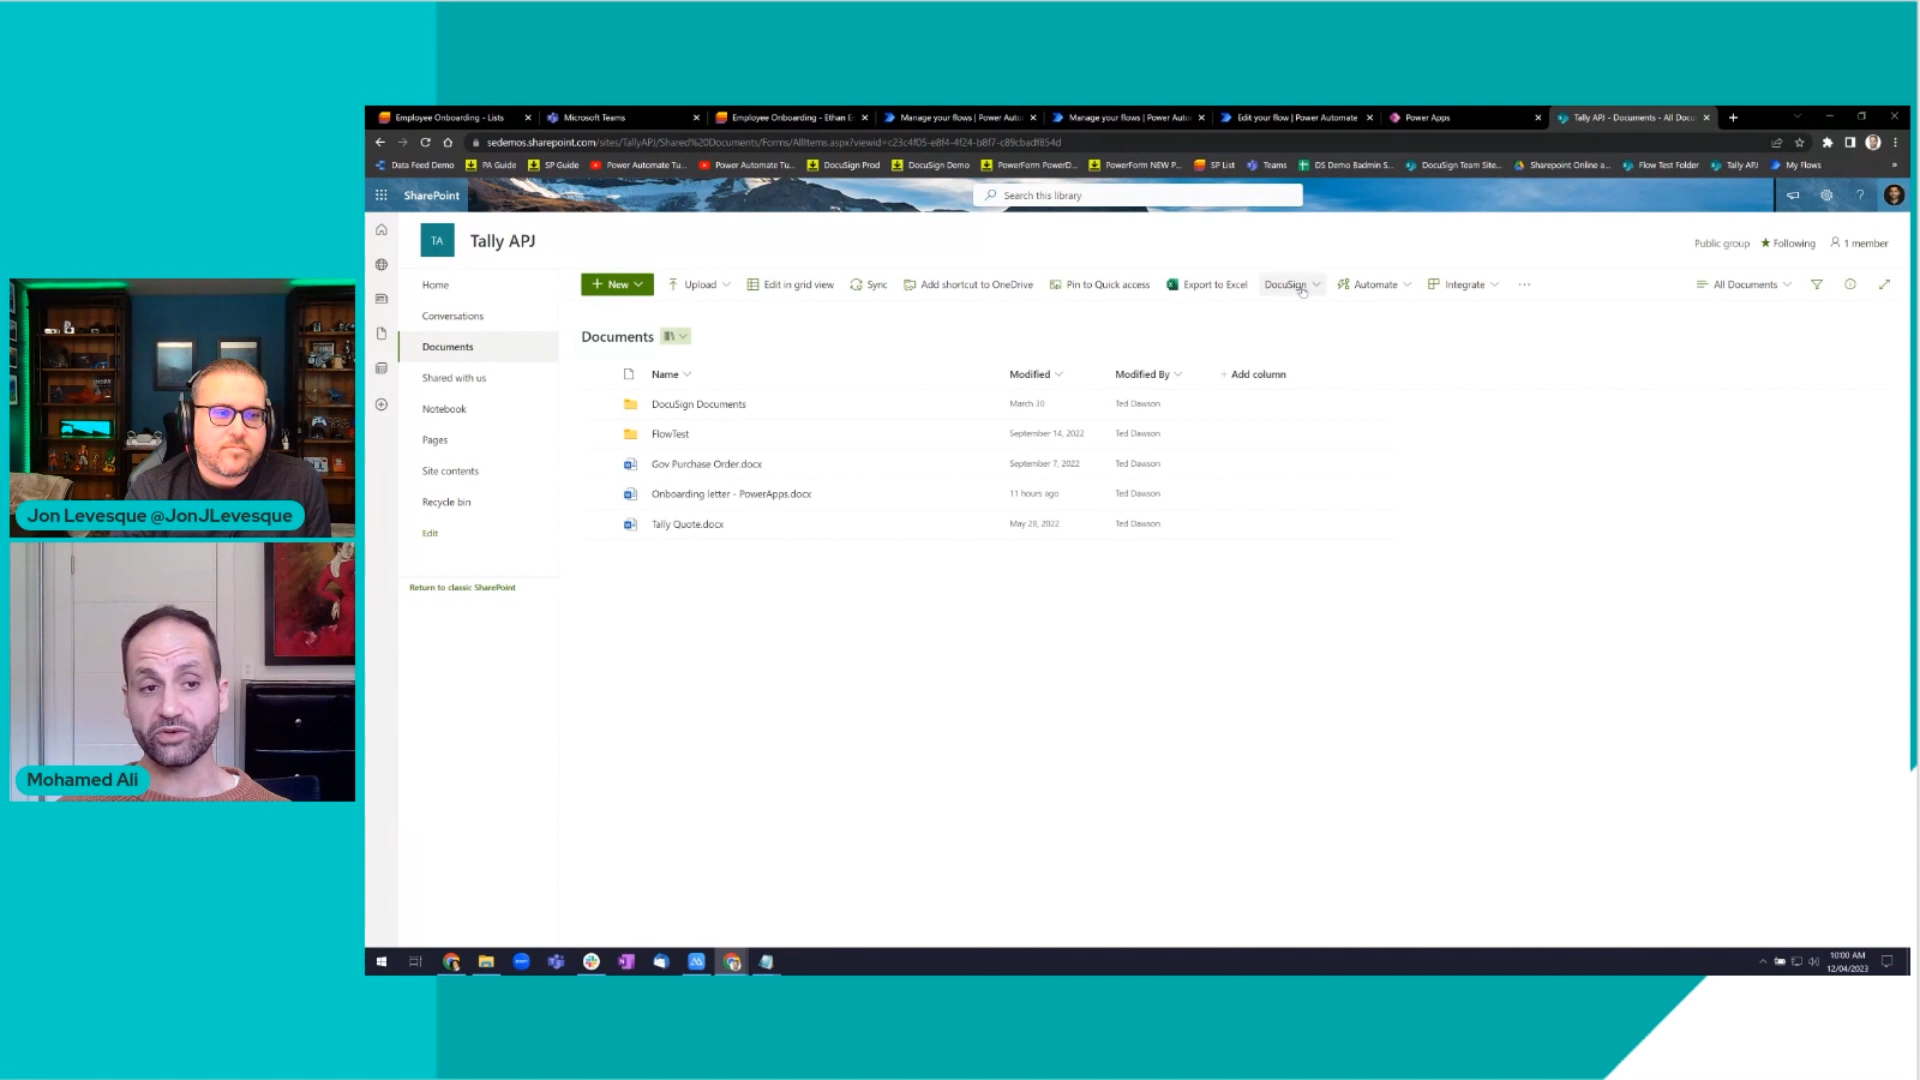 Employee Onboarding - Lists
Microsoft Teams
Employee Onboarding - Ethan E
Manage your flows | Power Auto
Manage your flows | Power Auto
Edit your flow | Power Automate
Power Apps
Tally APJ - Documents - All Docu
sedemos.sharepoint.com/sites/TallyAPJ/Shared%20Documents/Forms/AllItems.aspx?viewid=c23c4f05-e8f4-4f24-b8f7-c89cbadf854d
Data Feed Demo
PA Guide
SP Guide
Power Automate Tu...
Power Automate Tu...
DocuSign Prod
DocuSign Demo
PowerForm PowerD...
PowerForm NEW P...
SP List
Teams
DS Demo Badmin S...
DocuSign Team Site...
Sharepoint Online a...
Flow Test Folder
Tally APJ
My Flows
SharePoint
Search this library
TA
Tally APJ
Public group
Following
1 member
New
Upload
Edit in grid view
Sync
Add shortcut to OneDrive
Pin to Quick access
Export to Excel
DocuSign
Automate
Integrate
All Documents
Home
Conversations
Documents
Shared with us
Notebook
Pages
Site contents
Recycle bin
Edit
Return to classic SharePoint
Documents
Name
Modified
Modified By
Add column
DocuSign Documents
March 30
Ted Dawson
FlowTest
September 14, 2022
Ted Dawson
Gov Purchase Order.docx
September 7, 2022
Ted Dawson
Onboarding letter - PowerApps.docx
11 hours ago
Ted Dawson
Tally Quote.docx
May 20, 2022
Ted Dawson
Jon Levesque @JonJLevesque
Mohamed Ali
10:00 AM
12/04/2023